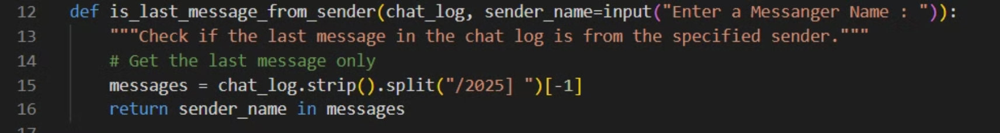 12 def is_last_message_from_sender(chat_log, sender_name=input("Enter a Messanger Name : ")):
13 """Check if the last message in the chat log is from the specified sender."""
14 # Get the last message only
15 messages = chat_log.strip().split("/2025] ")[-1]
16 return sender_name in messages
17